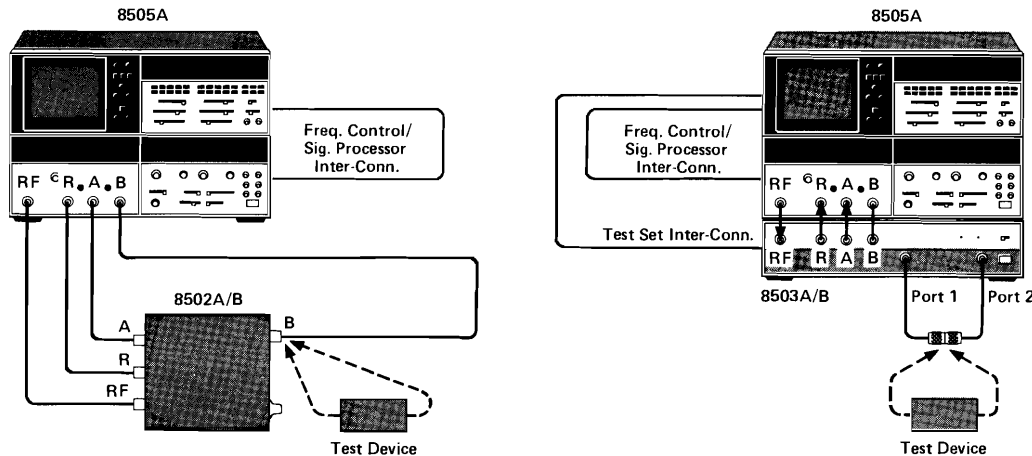 8505A
Freq. Control/
Sig. Processor
Inter-Conn.
RF R A B
8502A/B
A
R
RF
B
Test Device
8505A
Freq. Control/
Sig. Processor
Inter-Conn.
RF R A B
Test Set Inter-Conn.
RF R A B
8503A/B
Port 1
Port 2
Test Device